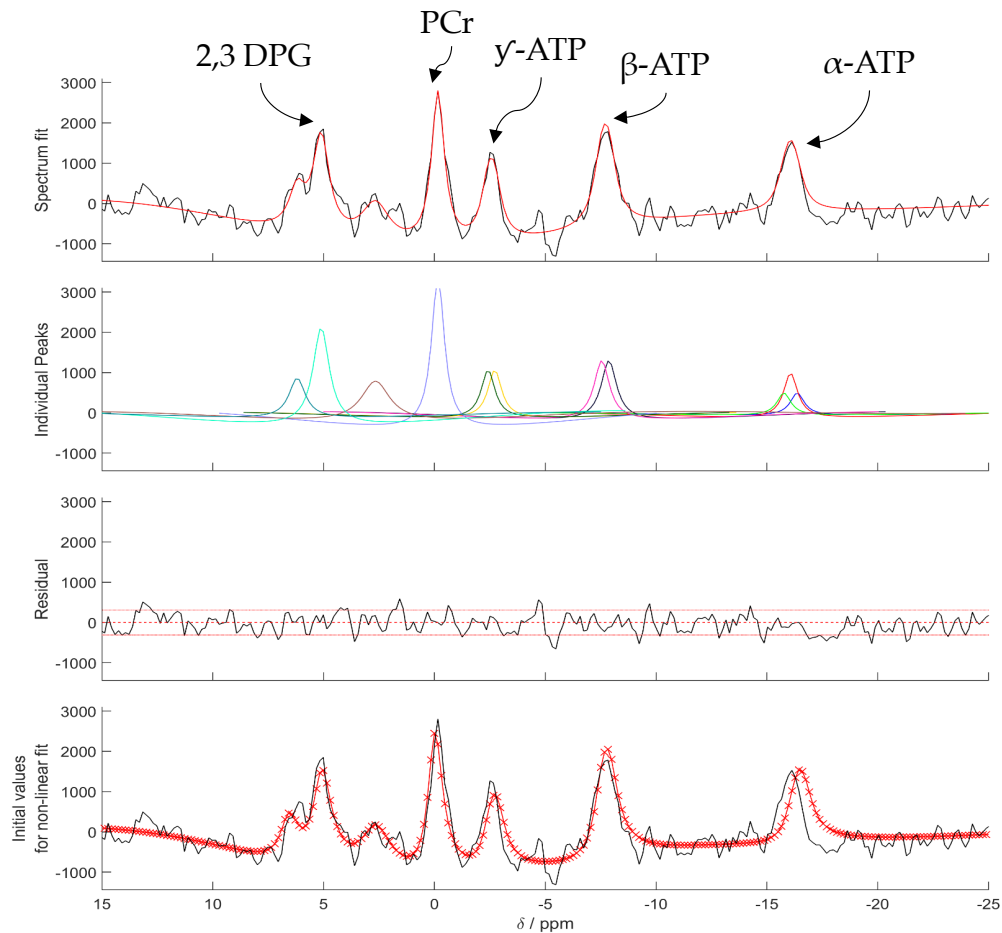 PCr
2,3 DPG
γ-ATP
β-ATP
α-ATP
Spectrum fit
3000
2000
1000
0
-1000
Individual Peaks
3000
2000
1000
0
-1000
Residual
3000
2000
1000
0
-1000
Initial values
for non-linear fit
3000
2000
1000
0
-1000
15
10
5
0
-5
-10
-15
-20
-25
δ / ppm